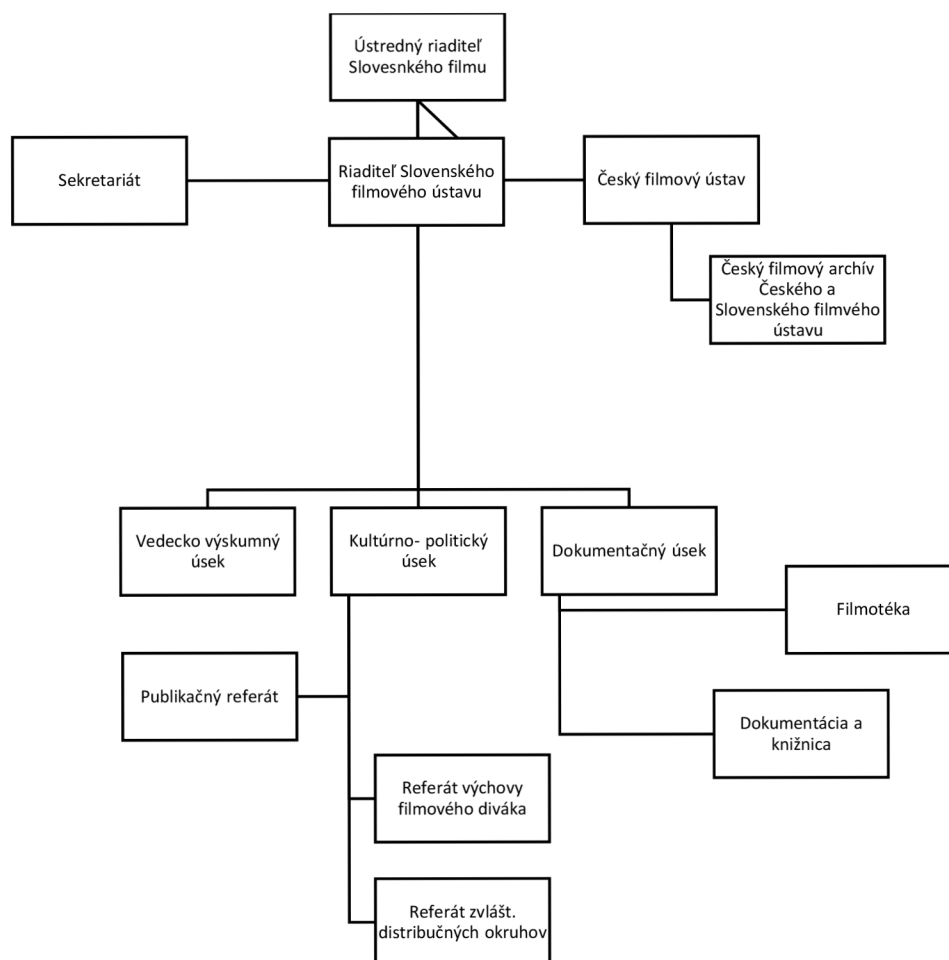 Ústredný riaditeľ
Slovesnkého filmu
Sekretariát
Riaditeľ Slovenského
filmového ústavu
Český filmový ústav
Český filmový archív
Českého a
Slovenského filmvého
ústavu
Vedecko výskumný
úsek
Kultúrno- politický
úsek
Dokumentačný úsek
Filmotéka
Publikačný referát
Dokumentácia a
knižnica
Referát výchovy
filmového diváka
Referát zvlášt.
distribučných okruhov